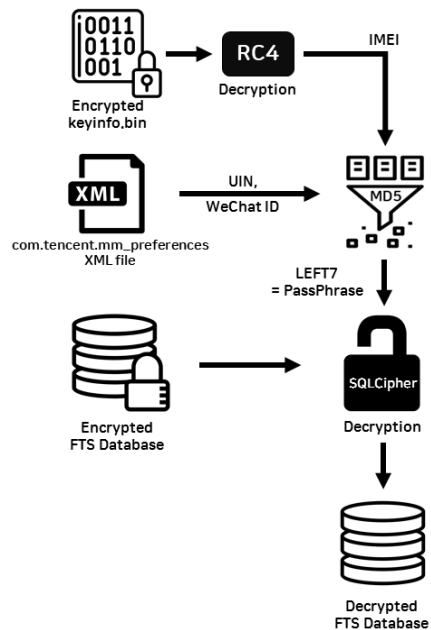 0011
0110
001
RC4
IMEI
Encrypted
keyinfo.bin
Decryption
XML
UIN,
WeChat ID
MD5
com.tencent.mm_preferences
XML file
LEFT7
= PassPhrase
SQLCipher
Encrypted
FTS Database
Decryption
Decrypted
FTS Database